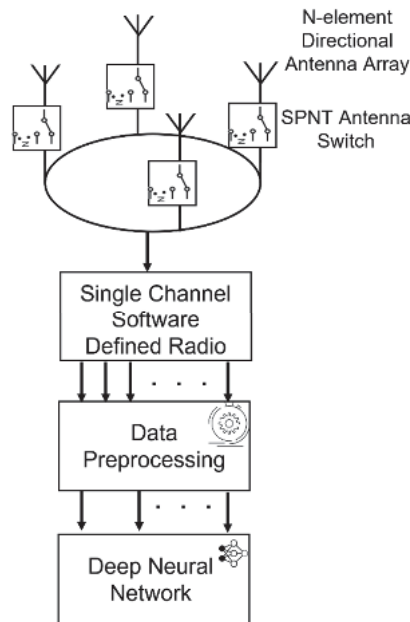 N-element
Directional
Antenna Array
SPNT Antenna
Switch
N
N
N
N
Single Channel
Software
Defined Radio
. . .
Data
Preprocessing
. . .
Deep Neural
Network